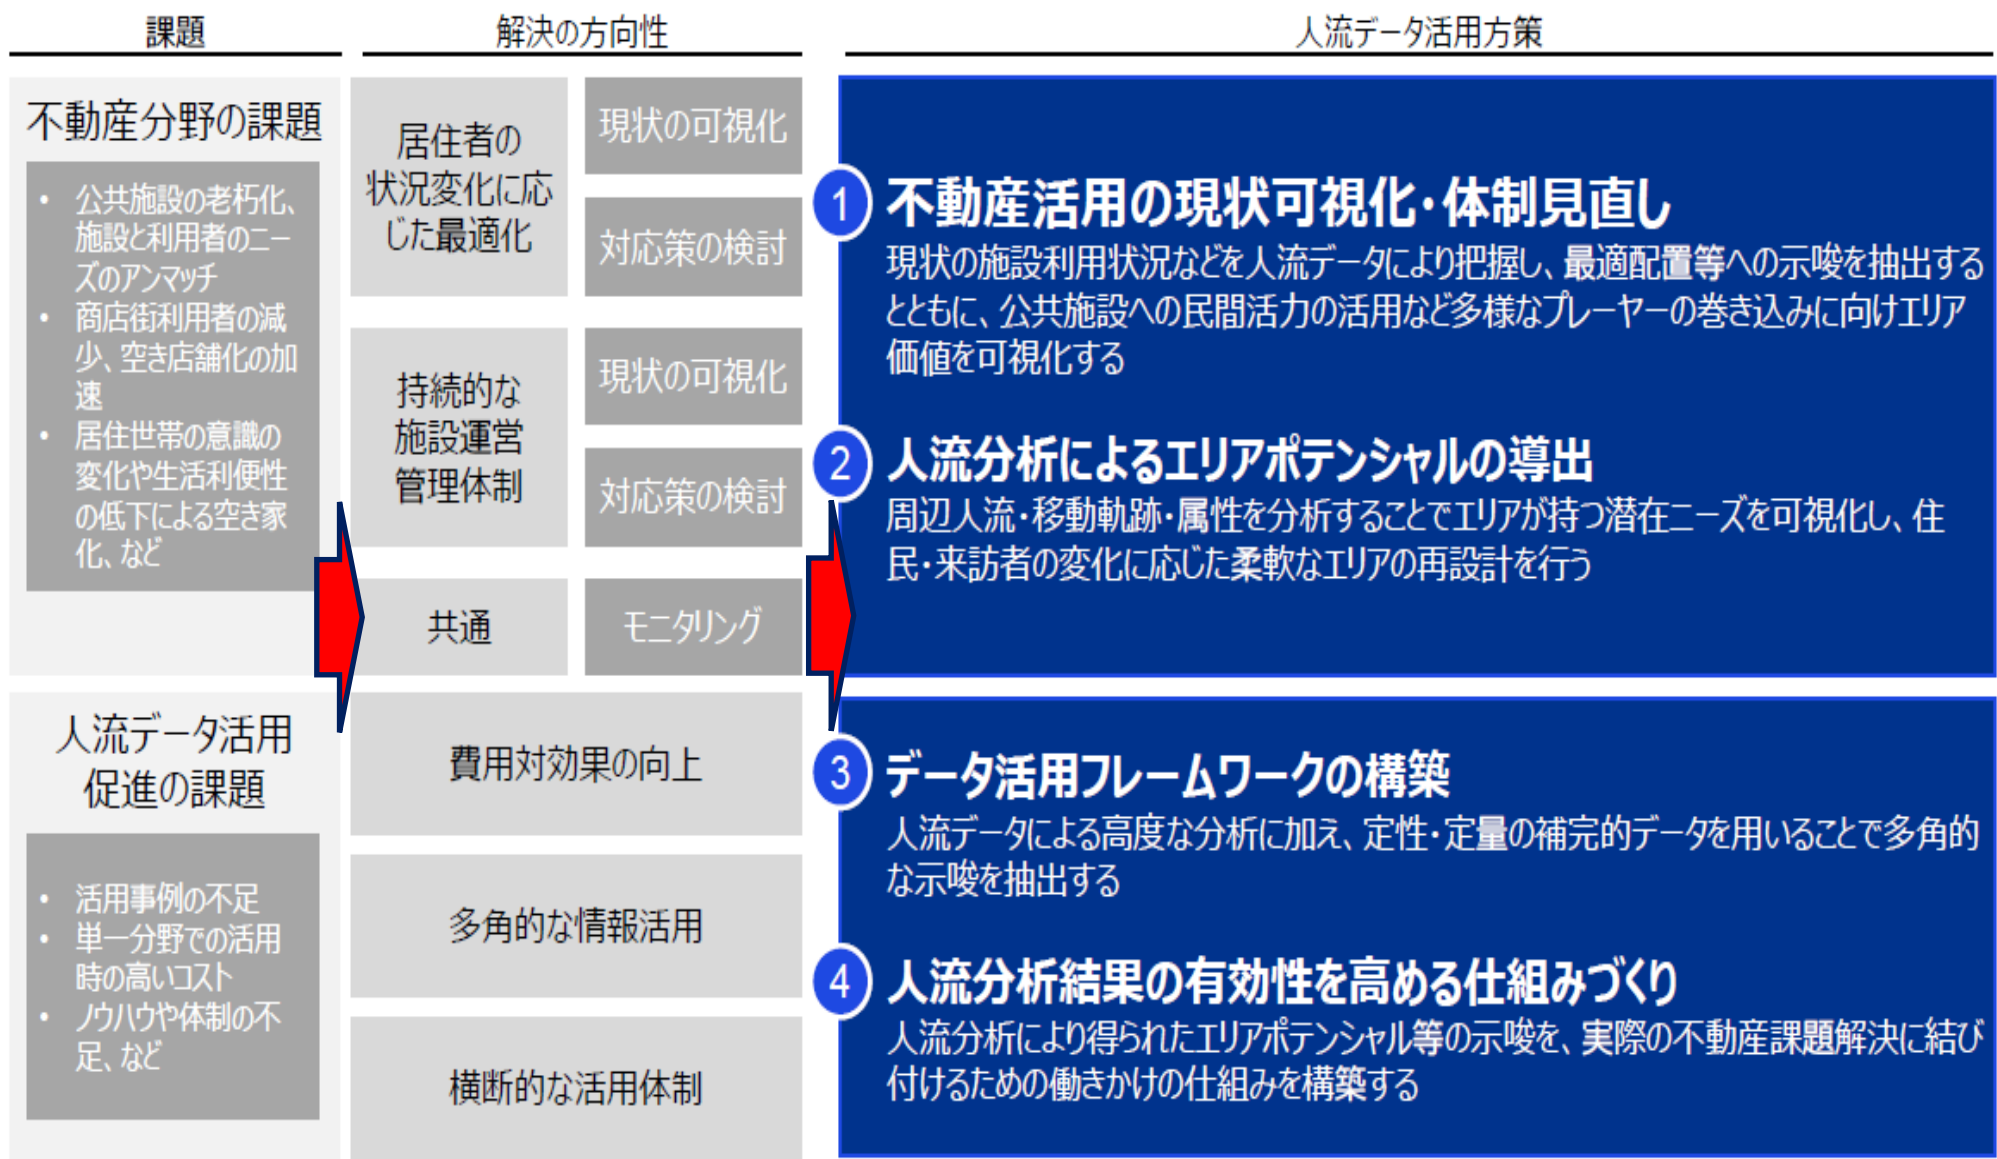 課題
解決の方向性
人流データ活用方策
不動産分野の課題
• 公共施設の老朽化、
施設と利用者のニー
ズのアンマッチ
• 商店街利用者の減
少、空き店舗化の加
速
• 居住世帯の意識の
変化や生活利便性
の低下による空き家
化、など
居住者の
状況変化に応
じた最適化
現状の可視化
対応策の検討
持続的な
施設運営
管理体制
現状の可視化
対応策の検討
共通
モニタリング
1 不動産活用の現状可視化・体制見直し
現状の施設利用状況などを人流データにより把握し、最適配置等への示唆を抽出する
とともに、公共施設への民間活力の活用など多様なプレーヤーの巻き込みに向けエリア
価値を可視化する
2 人流分析によるエリアポテンシャルの導出
周辺人流・移動軌跡・属性を分析することでエリアが持つ潜在ニーズを可視化し、住
民・来訪者の変化に応じた柔軟なエリアの再設計を行う
人流データ活用
促進の課題
• 活用事例の不足
• 単一分野での活用
時の高いコスト
• ノウハウや体制の不
足、など
費用対効果の向上
多角的な情報活用
横断的な活用体制
3 データ活用フレームワークの構築
人流データによる高度な分析に加え、定性・定量の補完的データを用いることで多角的
な示唆を抽出する
4 人流分析結果の有効性を高める仕組みづくり
人流分析により得られたエリアポテンシャル等の示唆を、実際の不動産課題解決に結び
付けるための働きかけの仕組みを構築する